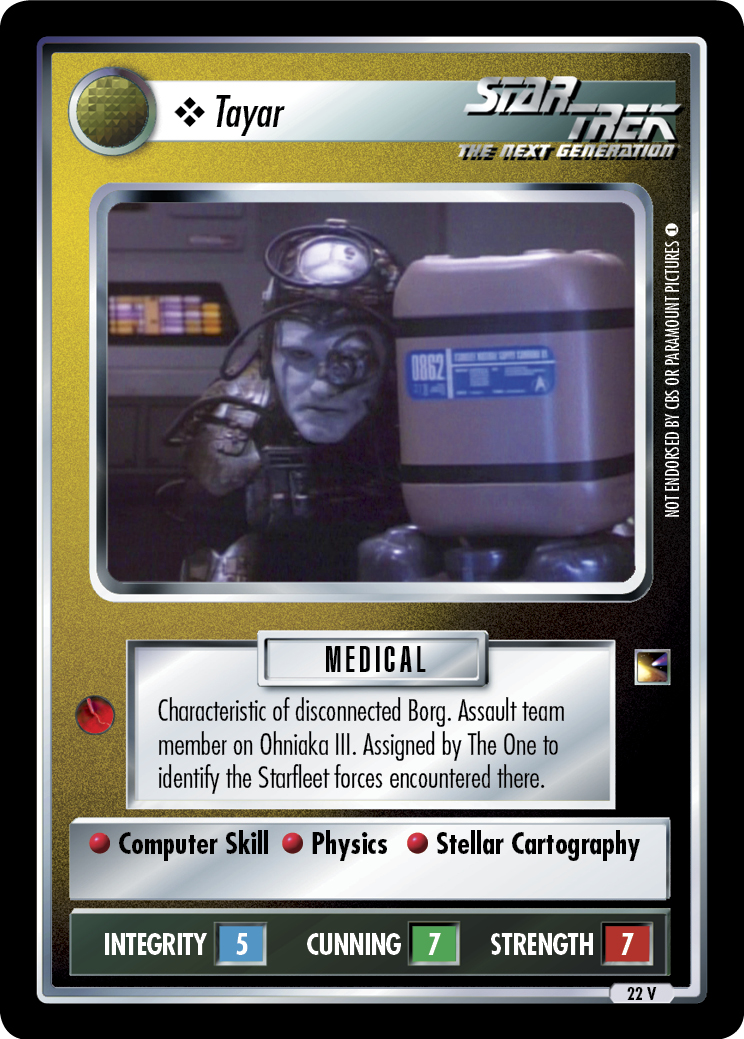 ❖ Tayar
STAR TREK
THE NEXT GENERATION
0862
NOT ENDORSED BY CBS OR PARAMOUNT PICTURES 1
MEDICAL
Characteristic of disconnected Borg. Assault team
member on Ohniaka III. Assigned by The One to
identify the Starfleet forces encountered there.
Computer Skill Physics Stellar Cartography
INTEGRITY 5 CUNNING 7 STRENGTH 7
22 V